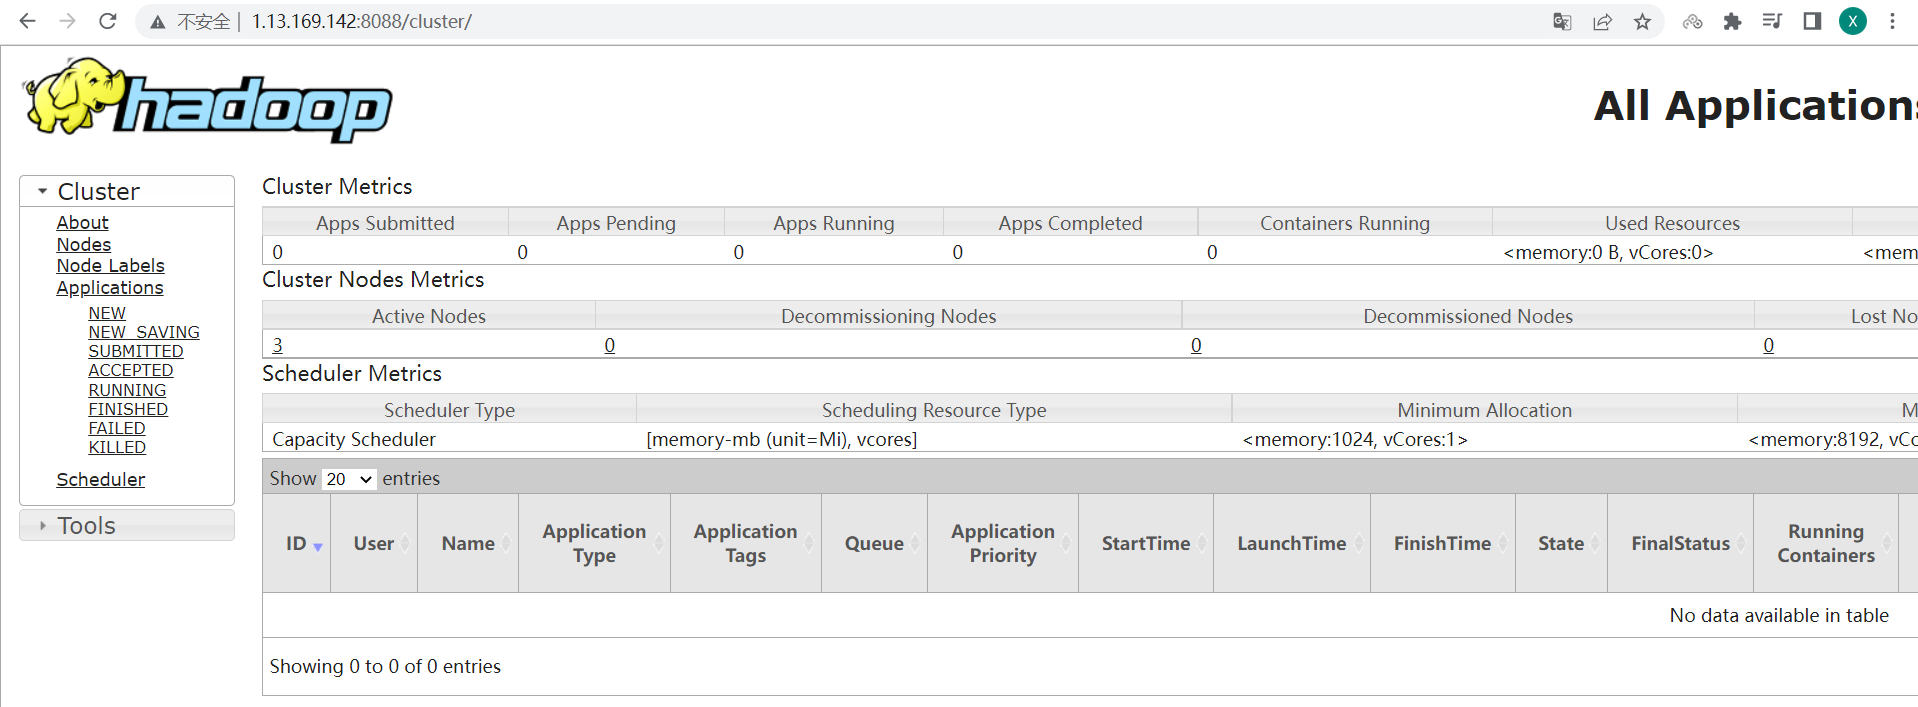 不安全 | 1.13.169.142:8088/cluster/
X
hadoop
All Applications
Cluster
About
Nodes
Node Labels
Applications
NEW
NEW_SAVING
SUBMITTED
ACCEPTED
RUNNING
FINISHED
FAILED
KILLED
Scheduler
Tools
Cluster Metrics
Apps Submitted Apps Pending Apps Running Apps Completed Containers Running Used Resources
0 0 0 0 0 <memory:0 B, vCores:0> <mem
Cluster Nodes Metrics
Active Nodes Decommissioning Nodes Decommissioned Nodes Lost No
3 0 0 0
Scheduler Metrics
Scheduler Type Scheduling Resource Type Minimum Allocation M
Capacity Scheduler [memory-mb (unit=Mi), vcores] <memory:1024, vCores:1> <memory:8192, vCo
Show 20 entries
ID User Name Application Type Application Tags Queue Application Priority StartTime LaunchTime FinishTime State FinalStatus Running Containers
No data available in table
Showing 0 to 0 of 0 entries